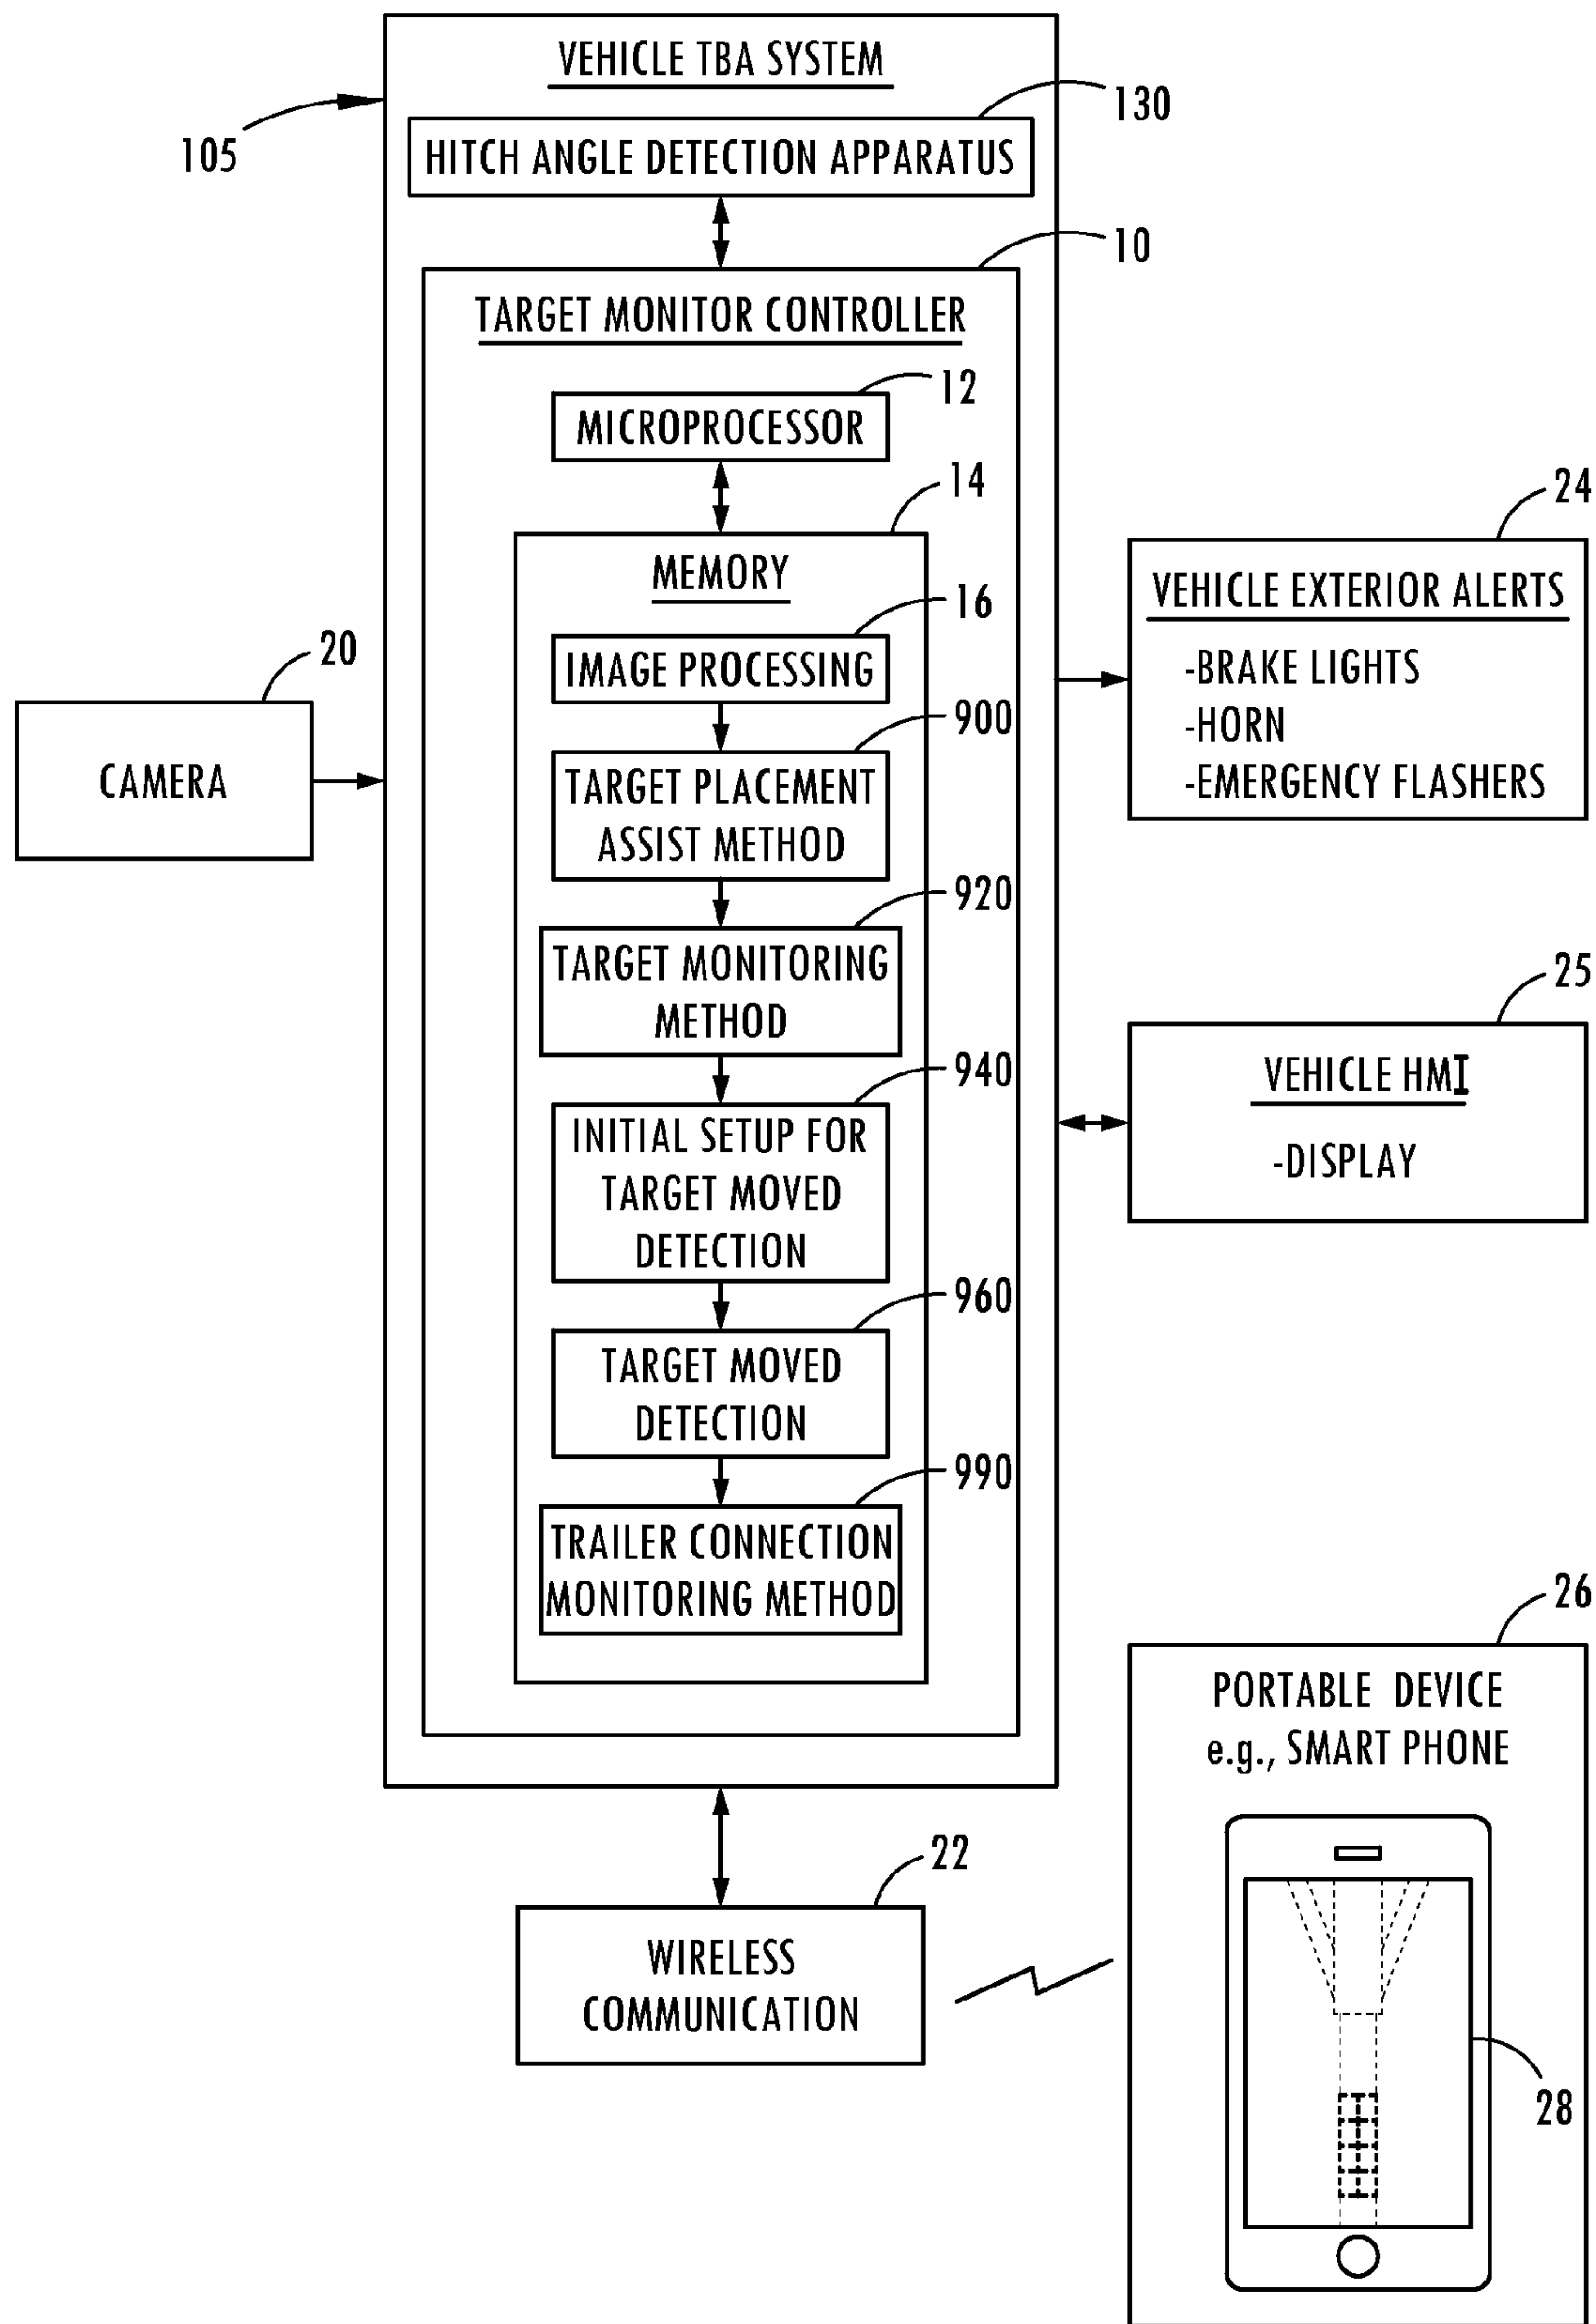 VEHICLE TBA SYSTEM
105
130
HITCH ANGLE DETECTION APPARATUS
10
TARGET MONITOR CONTROLLER
12
MICROPROCESSOR
14
MEMORY
16
IMAGE PROCESSING
900
TARGET PLACEMENT
ASSIST METHOD
920
TARGET MONITORING
METHOD
940
INITIAL SETUP FOR
TARGET MOVED
DETECTION
960
TARGET MOVED
DETECTION
990
TRAILER CONNECTION
MONITORING METHOD
20
CAMERA
24
VEHICLE EXTERIOR ALERTS
-BRAKE LIGHTS
-HORN
-EMERGENCY FLASHERS
25
VEHICLE HMI
-DISPLAY
22
WIRELESS
COMMUNICATION
26
PORTABLE DEVICE
e.g., SMART PHONE
28